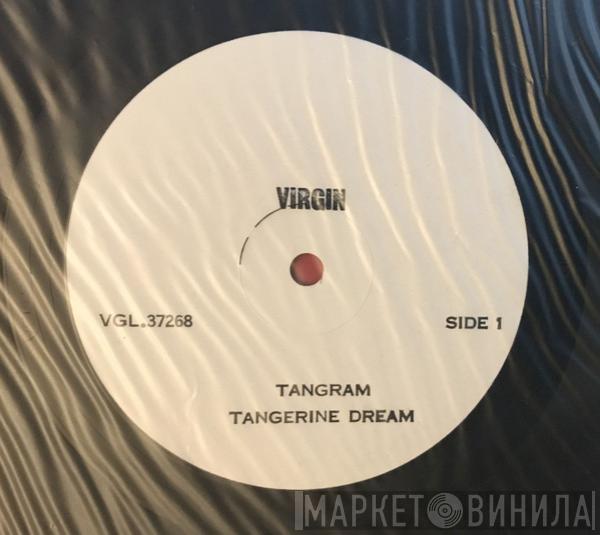 VIRGIN
VGL.37268
SIDE 1
TANGRAM
TANGERINE DREAM
МАРКЕТ ВИНИЛА